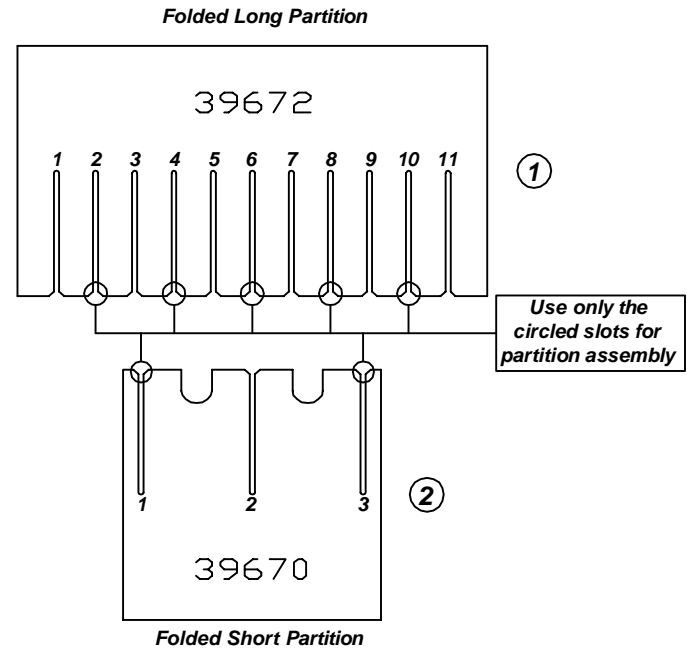 Folded Long Partition
39672
1 2 3 4 5 6 7 8 9 10 11
1
Use only the
circled slots for
partition assembly
1 2 3
2
39670
Folded Short Partition